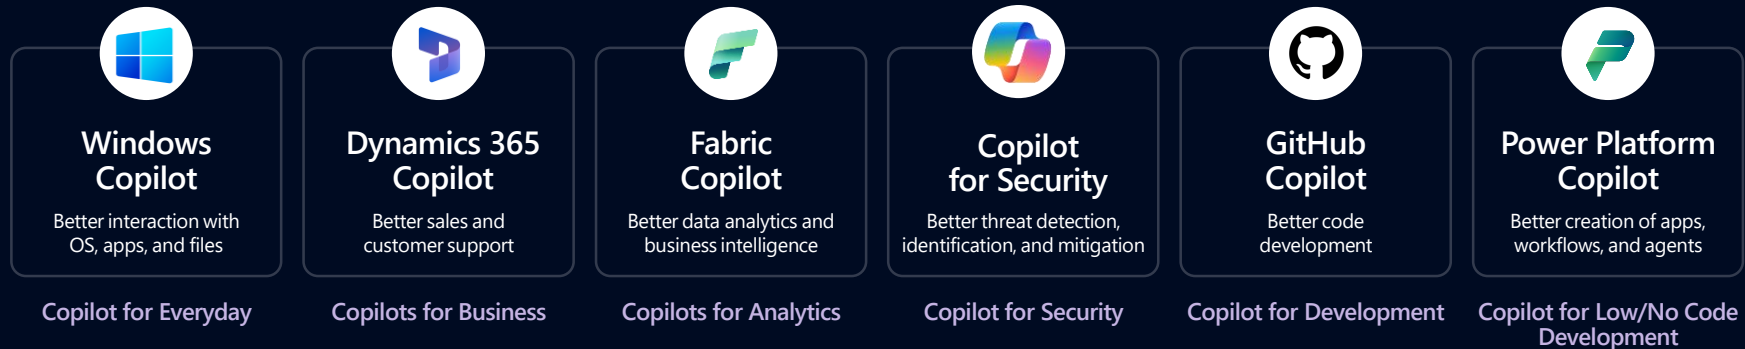 Windows
Copilot
Better interaction with
OS, apps, and files
Copilot for Everyday
Dynamics 365
Copilot
Better sales and
customer support
Copilots for Business
Fabric
Copilot
Better data analytics and
business intelligence
Copilots for Analytics
Copilot
for Security
Better threat detection,
identification, and mitigation
Copilot for Security
GitHub
Copilot
Better code
development
Copilot for Development
Power Platform
Copilot
Better creation of apps,
workflows, and agents
Copilot for Low/No Code
Development